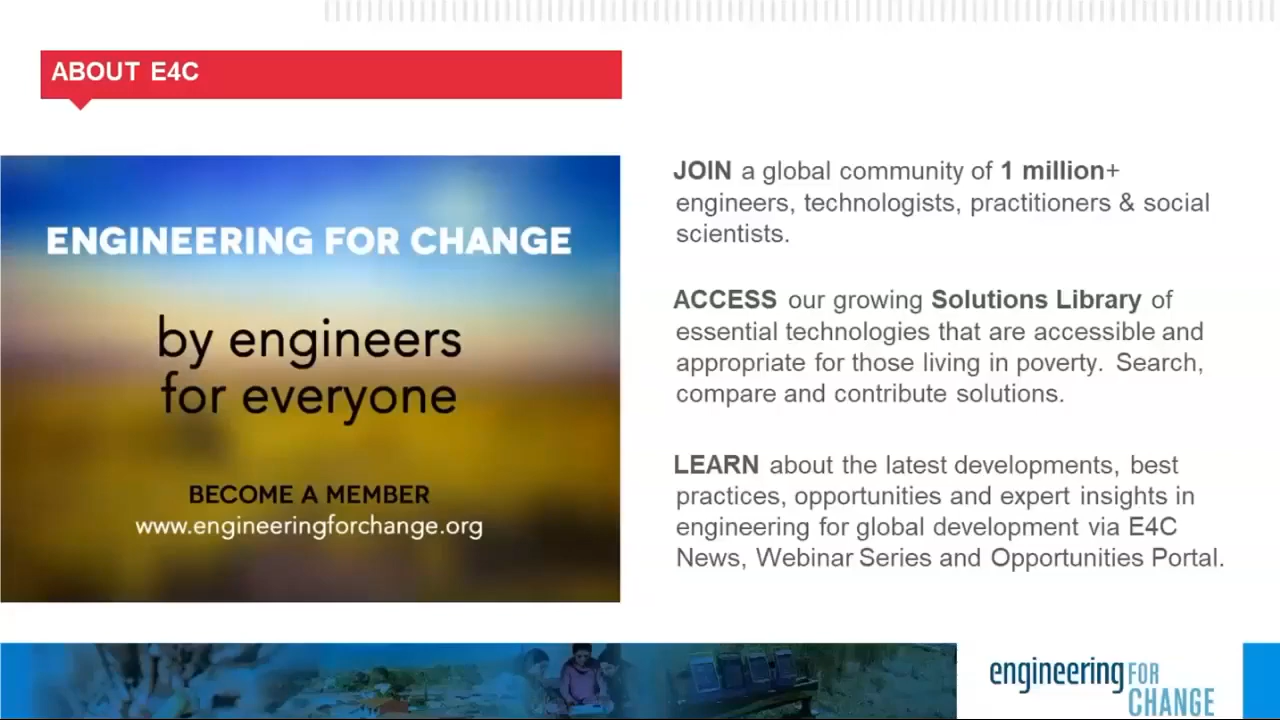 ABOUT E4C
ENGINEERING FOR CHANGE
by engineers
for everyone
BECOME A MEMBER
www.engineeringforchange.org
JOIN a global community of 1 million+
engineers, technologists, practitioners & social
scientists.
ACCESS our growing Solutions Library of
essential technologies that are accessible and
appropriate for those living in poverty. Search,
compare and contribute solutions.
LEARN about the latest developments, best
practices, opportunities and expert insights in
engineering for global development via E4C
News, Webinar Series and Opportunities Portal.
engineering FOR
CHANGE